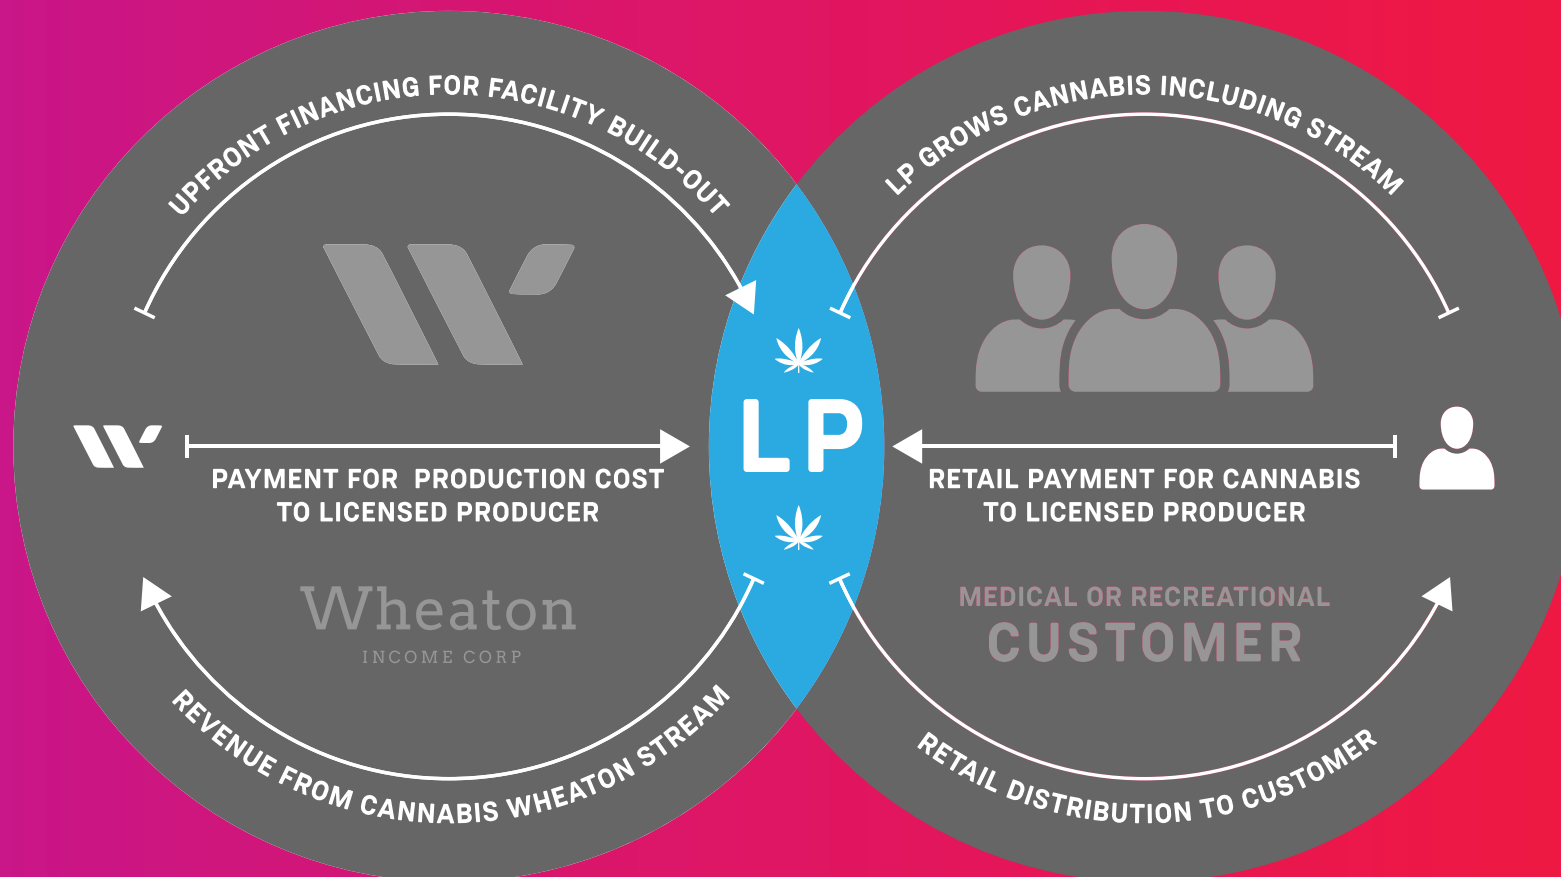 UPFRONT FINANCING FOR FACILITY BUILD-OUT
PAYMENT FOR PRODUCTION COST
TO LICENSED PRODUCER
Wheaton
INCOME CORP
REVENUE FROM CANNABIS WHEATON STREAM
LP
LP GROWS CANNABIS INCLUDING STREAM
RETAIL PAYMENT FOR CANNABIS
TO LICENSED PRODUCER
MEDICAL OR RECREATIONAL
CUSTOMER
RETAIL DISTRIBUTION TO CUSTOMER